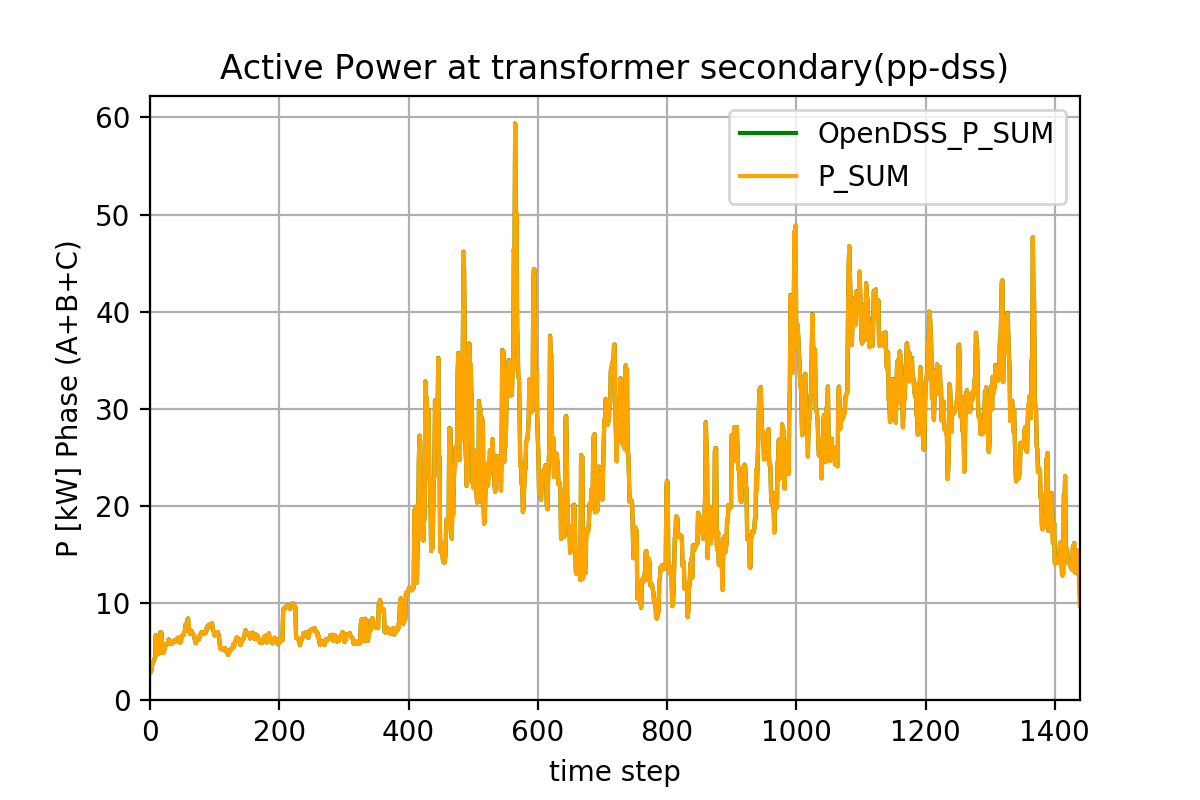 Active Power at transformer secondary(pp-dss)
P [kW] Phase (A+B+C)
60
50
40
30
20
10
0
OpenDSS_P_SUM
P_SUM
0 200 400 600 800 1000 1200 1400
time step